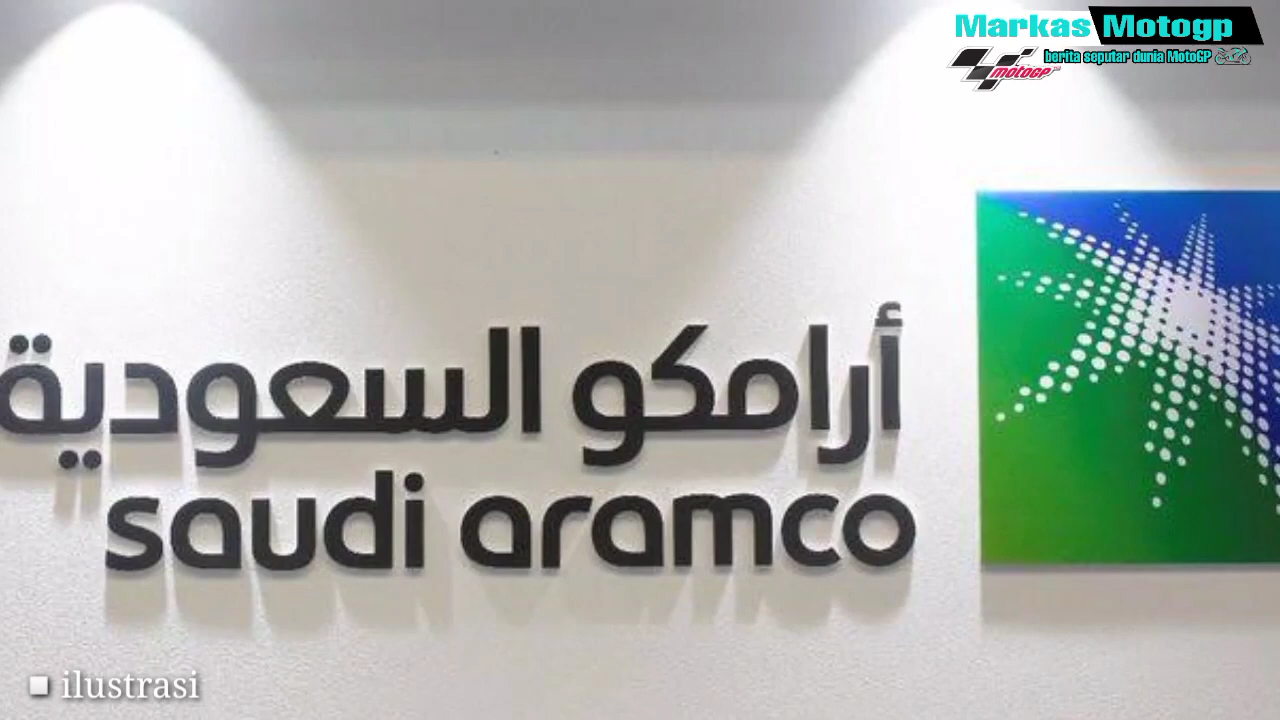 Markas Motogp
MotoGP berita seputar dunia MotoGP
أرامكو السعودية
saudi aramco
ilustrasi